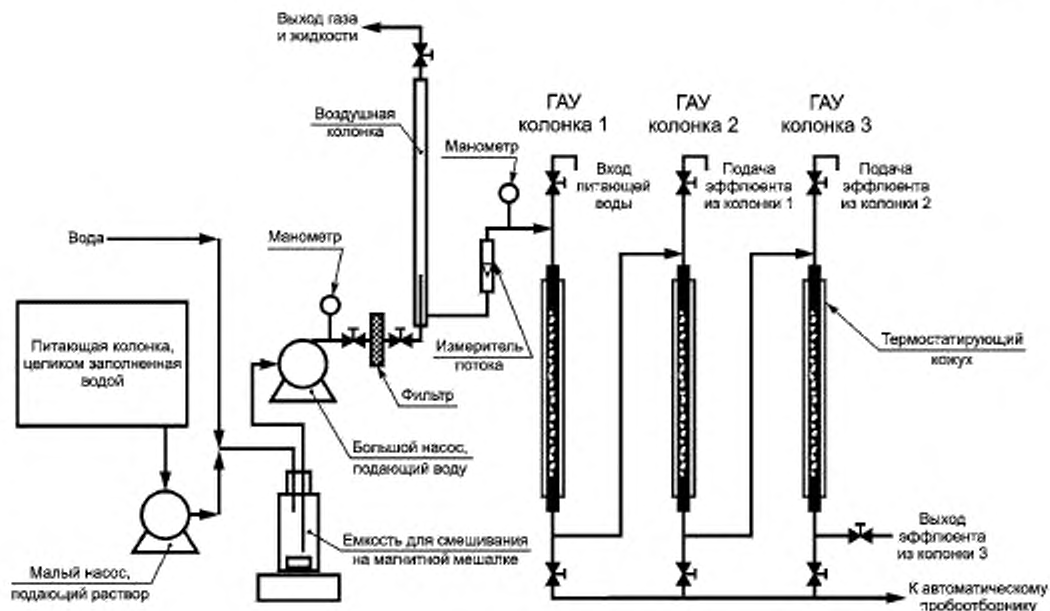 Выход газа
и жидкости
Воздушная
колонка
Манометр
ГАУ
колонка 1
ГАУ
колонка 2
ГАУ
колонка 3
Вход
питающей
воды
Подача
эффлюента
из колонки 1
Подача
эффлюента
из колонки 2
Вода
Манометр
Питающая колонка,
целиком заполненная
водой
Измеритель
потока
Термостатирующий
кожух
Фильтр
Большой насос,
подающий воду
Емкость для смешивания
на магнитной мешалке
Выход
эффлюента
из колонки 3
Малый насос,
подающий раствор
К автоматическому
пробоотборнику